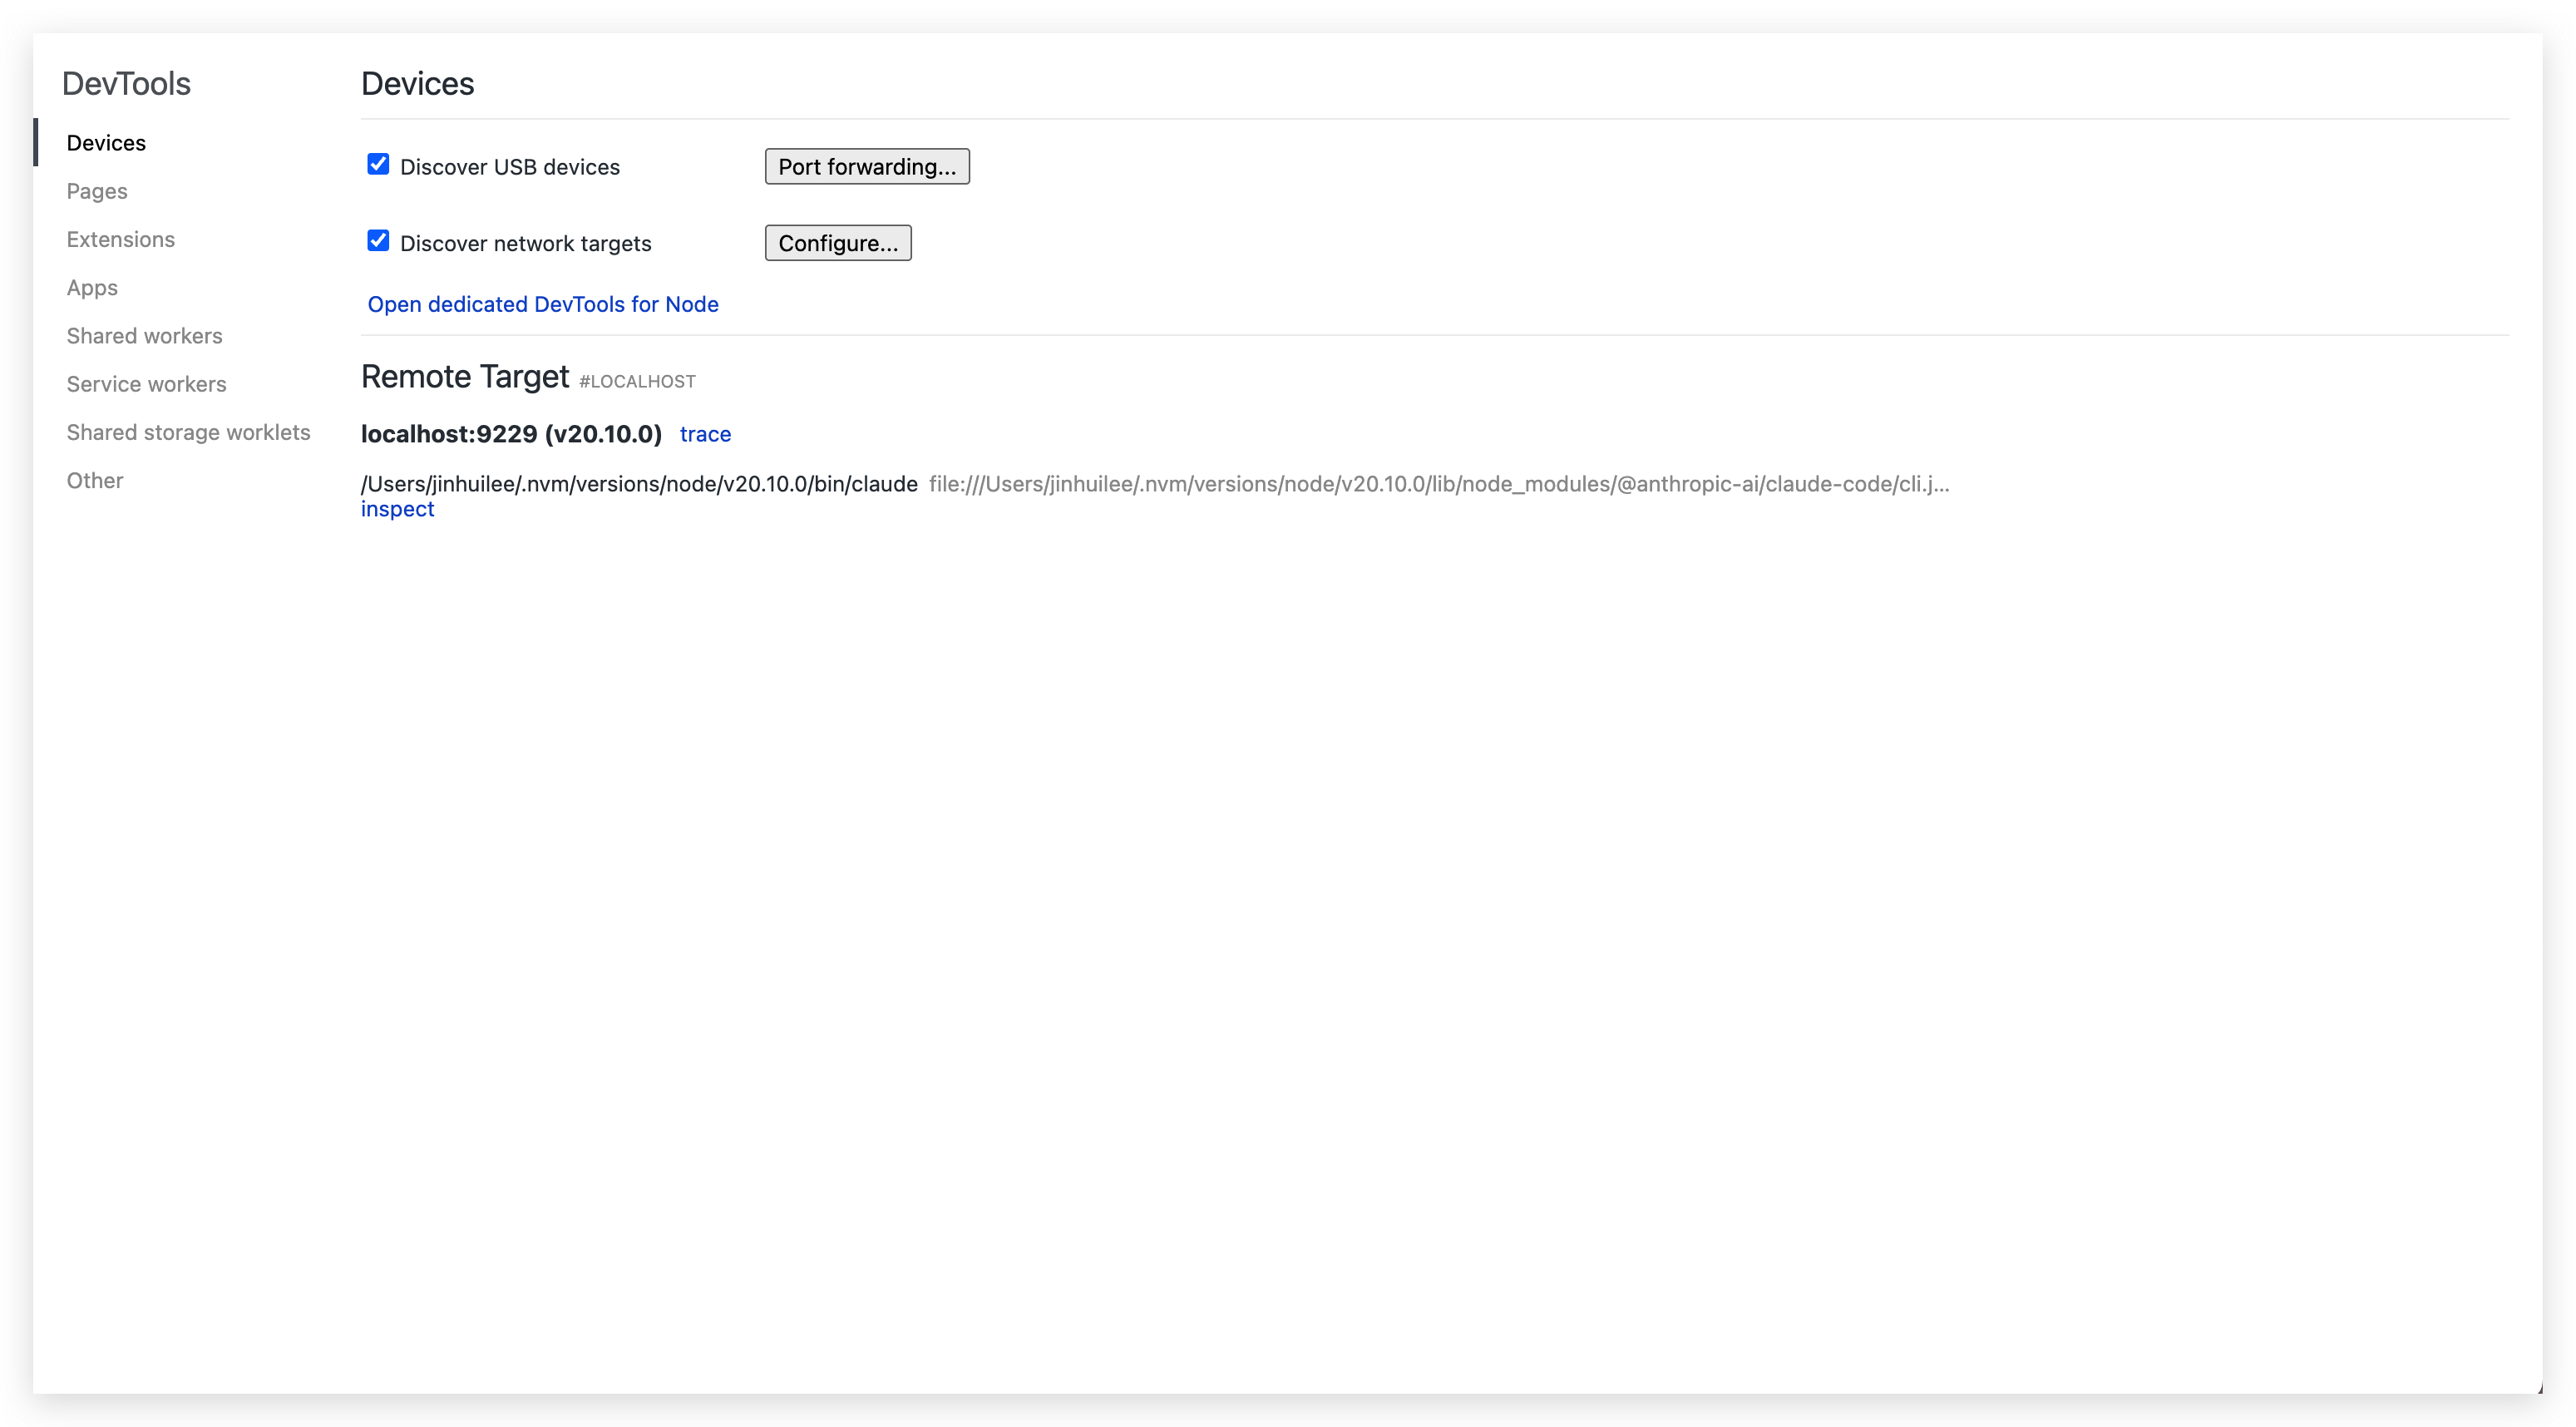 DevTools
Devices
Pages
Extensions
Apps
Shared workers
Service workers
Shared storage worklets
Other
Devices
Discover USB devices Port forwarding...
Discover network targets Configure...
Open dedicated DevTools for Node
Remote Target #LOCALHOST
localhost:9229 (v20.10.0) trace
/Users/jinhuilee/.nvm/versions/node/v20.10.0/bin/claude file:///Users/jinhuilee/.nvm/versions/node/v20.10.0/lib/node_modules/@anthropic-ai/claude-code/cli.j...
inspect